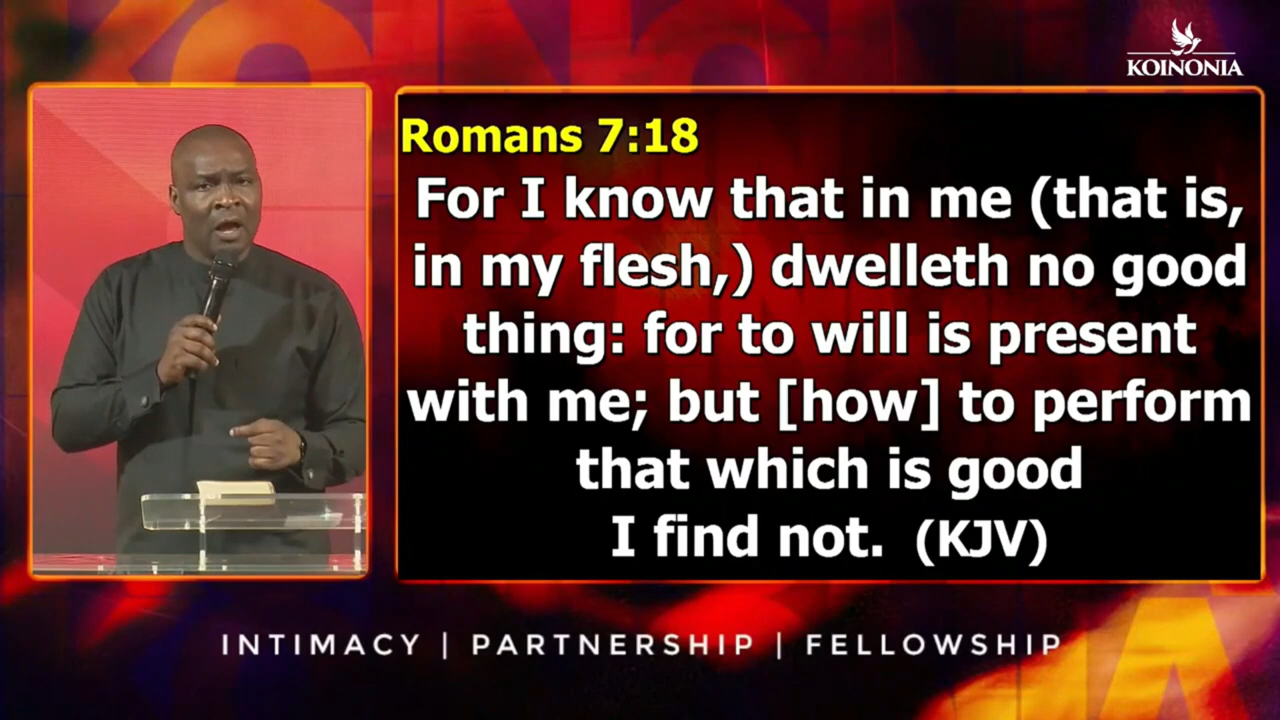 KOINONIA
Romans 7:18
For I know that in me (that is,
in my flesh,) dwelleth no good
thing: for to will is present
with me; but [how] to perform
that which is good
I find not. (KJV)
INTIMACY | PARTNERSHIP | FELLOWSHIP